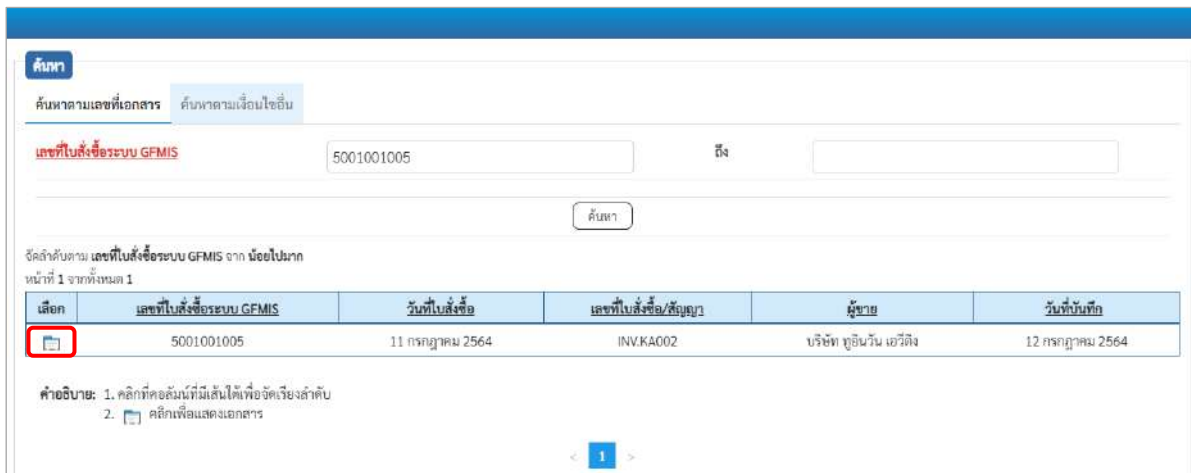 ค้นหา
ค้นหาตามเลขที่เอกสาร ค้นหาตามเงื่อนไขอื่น
เลขที่ใบสั่งซื้อระบบ GFMIS 5001001005 ถึง
ค้นหา
จัดลำดับตาม เลขที่ใบสั่งซื้อระบบ GFMIS จาก น้อยไปมาก
หน้าที่ 1 จากทั้งหมด 1
เลือก เลขที่ใบสั่งซื้อระบบ GFMIS วันที่ใบสั่งซื้อ เลขที่ใบสั่งซื้อ/สัญญา ผู้ขาย วันที่บันทึก
5001001005 11 กรกฎาคม 2564 INV.KA002 บริษัท ทูอินวัน เอวีดิง 12 กรกฎาคม 2564
คำอธิบาย: 1. คลิกที่คอลัมน์ที่มีเส้นใต้เพื่อจัดเรียงลำดับ
2. คลิกเพื่อแสดงเอกสาร
< 1 >